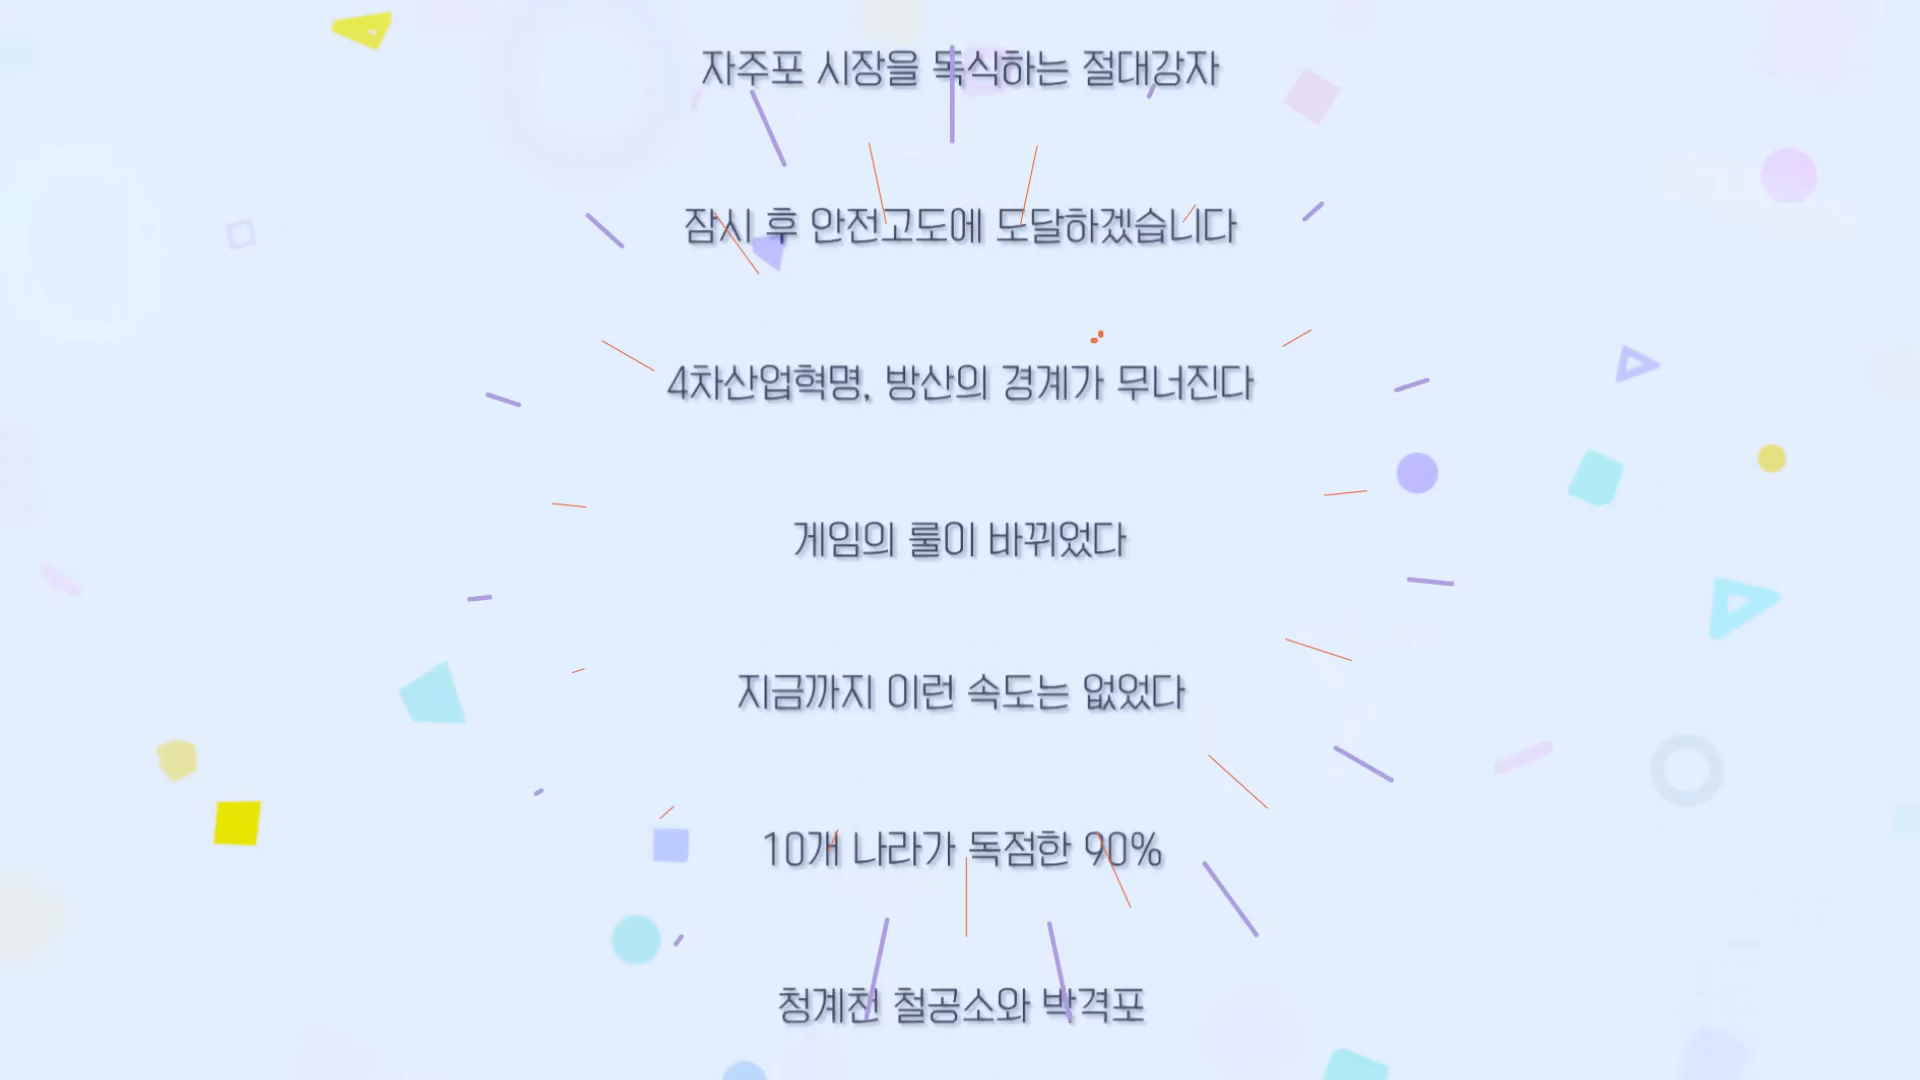 자주포 시장을 독식하는 절대강자
잠시 후 안전고도에 도달하겠습니다
4차산업혁명, 방산의 경계가 무너진다
게임의 룰이 바뀌었다
지금까지 이런 속도는 없었다
10개 나라가 독점한 90%
청계천 철공소와 박격포